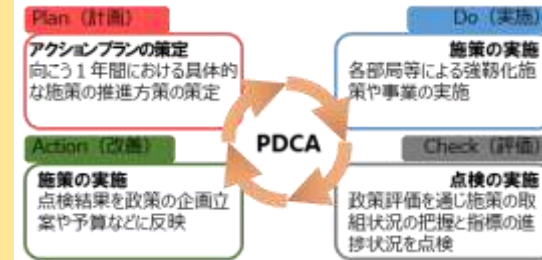 Plan（計画）
アクションプランの策定
向こう１年間における具体的
な施策の推進方策の策定
Do（実施）
施策の実施
各部局等による強靱化施
策や事業の実施
PDCA
Action（改善）
施策の実施
点検結果を政策の企画立
案や予算などに反映
Check（評価）
点検の実施
政策評価を通じ施策の取
組状況の把握と指標の進
捗状況を点検